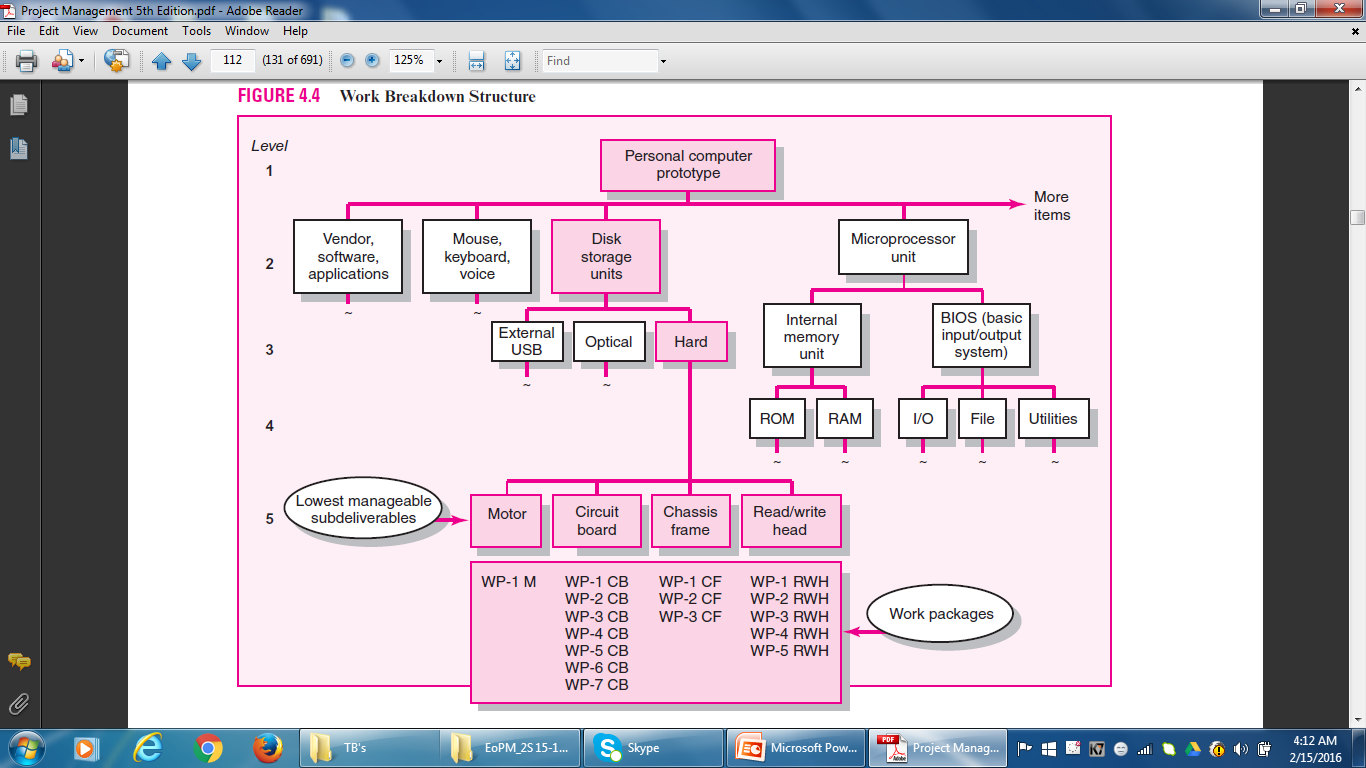 Project Management 5th Edition.pdf - Adobe Reader
File Edit View Document Tools Window Help
112 (131 of 691) 125% Find
FIGURE 4.4 Work Breakdown Structure
Level
1
Personal computer
prototype
More
items
2
Vendor,
software,
applications
Mouse,
keyboard,
voice
Disk
storage
units
Microprocessor
unit
~ ~
3
External
USB
Optical
Hard
Internal
memory
unit
BIOS (basic
input/output
system)
~ ~
4
ROM RAM I/O File Utilities
~ ~ ~ ~ ~
Lowest manageable
subdeliverables
5
Motor
Circuit
board
Chassis
frame
Read/write
head
WP-1 M WP-1 CB WP-1 CF WP-1 RWH
WP-2 CB WP-2 CF WP-2 RWH
WP-3 CB WP-3 CF WP-3 RWH
WP-4 CB WP-4 RWH
WP-5 CB WP-5 RWH
WP-6 CB
WP-7 CB
Work packages
TB's EoPM_2S 15-1... Skype Microsoft Pow... Project Manag...
4:12 AM
2/15/2016